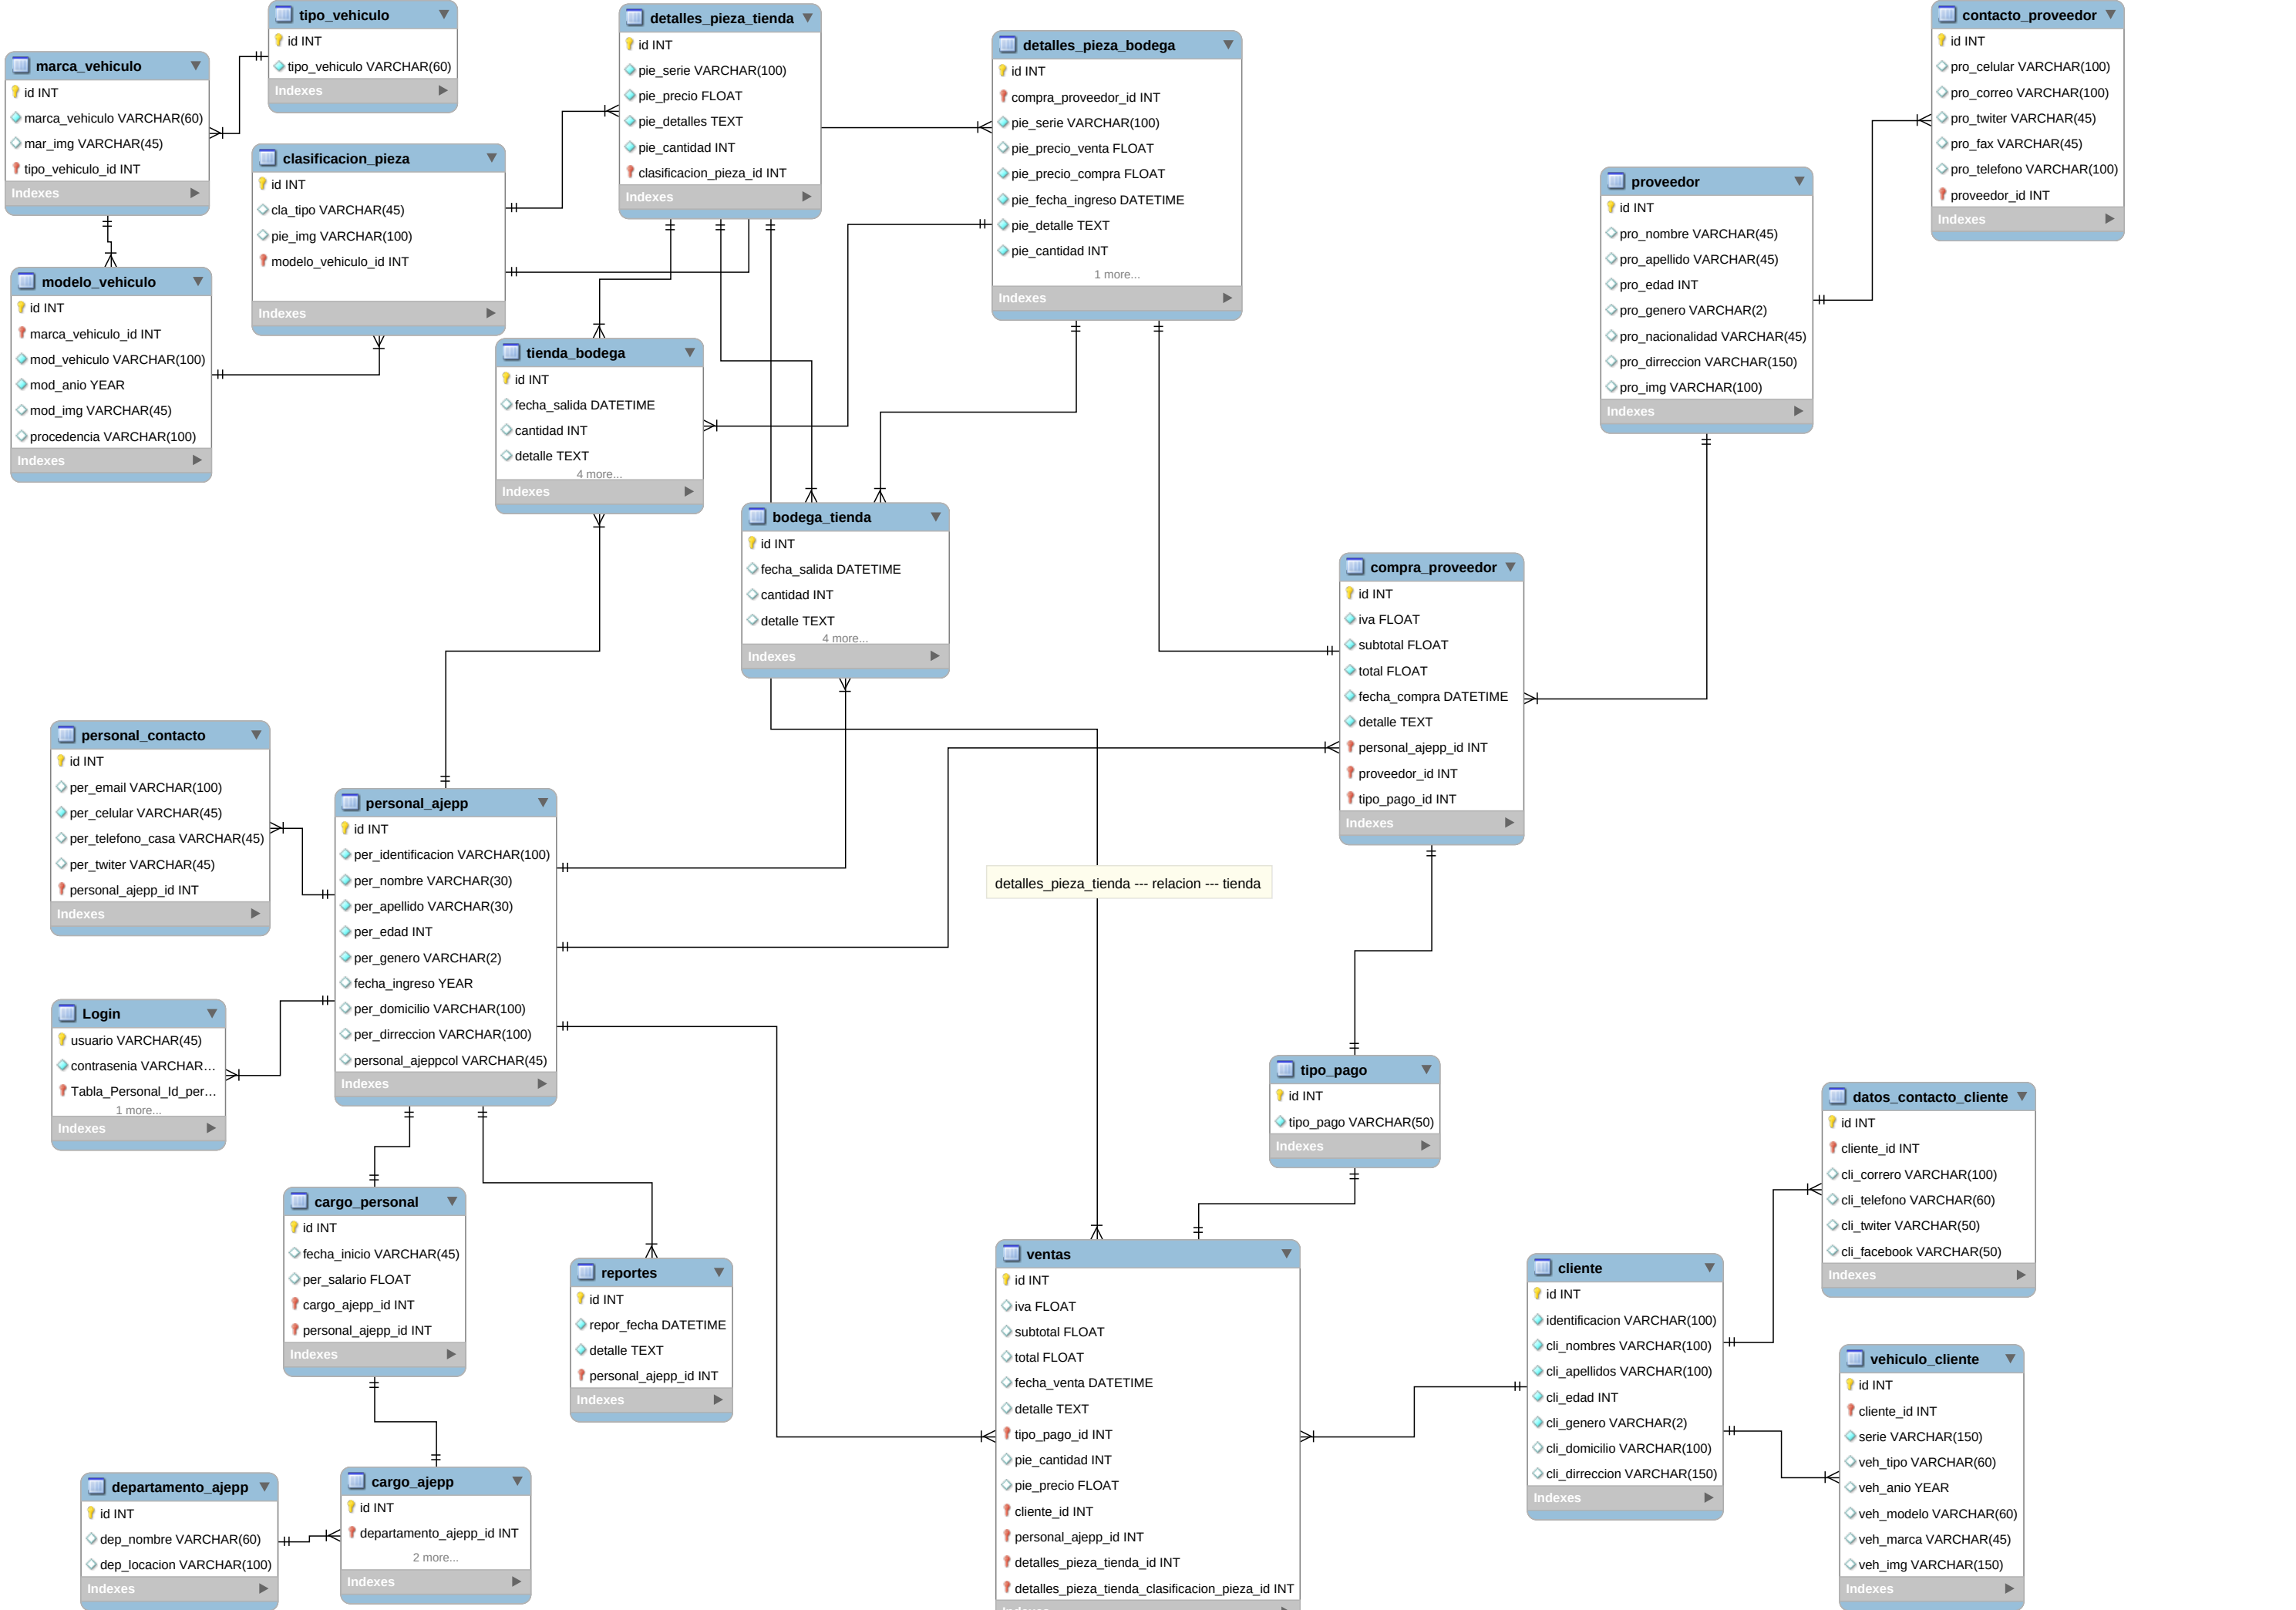 tipo_vehiculo
id INT
tipo_vehiculo VARCHAR(60)
Indexes
marca_vehiculo
id INT
marca_vehiculo VARCHAR(60)
mar_img VARCHAR(45)
tipo_vehiculo_id INT
Indexes
detalles_pieza_tienda
id INT
pie_serie VARCHAR(100)
pie_precio FLOAT
pie_detalles TEXT
pie_cantidad INT
clasificacion_pieza_id INT
Indexes
detalles_pieza_bodega
id INT
compra_proveedor_id INT
pie_serie VARCHAR(100)
pie_precio_venta FLOAT
pie_precio_compra FLOAT
pie_fecha_ingreso DATETIME
pie_detalle TEXT
pie_cantidad INT
1 more...
Indexes
contacto_proveedor
id INT
pro_celular VARCHAR(100)
pro_correo VARCHAR(100)
pro_twiter VARCHAR(45)
pro_fax VARCHAR(45)
pro_telefono VARCHAR(100)
proveedor_id INT
Indexes
clasificacion_pieza
id INT
cla_tipo VARCHAR(45)
pie_img VARCHAR(100)
modelo_vehiculo_id INT
Indexes
proveedor
id INT
pro_nombre VARCHAR(45)
pro_apellido VARCHAR(45)
pro_edad INT
pro_genero VARCHAR(2)
pro_nacionalidad VARCHAR(45)
pro_dirreccion VARCHAR(150)
pro_img VARCHAR(100)
Indexes
modelo_vehiculo
id INT
marca_vehiculo_id INT
mod_vehiculo VARCHAR(100)
mod_anio YEAR
mod_img VARCHAR(45)
procedencia VARCHAR(100)
Indexes
tienda_bodega
id INT
fecha_salida DATETIME
cantidad INT
detalle TEXT
4 more...
Indexes
bodega_tienda
id INT
fecha_salida DATETIME
cantidad INT
detalle TEXT
4 more...
Indexes
compra_proveedor
id INT
iva FLOAT
subtotal FLOAT
total FLOAT
fecha_compra DATETIME
detalle TEXT
personal_ajepp_id INT
proveedor_id INT
tipo_pago_id INT
Indexes
personal_contacto
id INT
per_email VARCHAR(100)
per_celular VARCHAR(45)
per_telefono_casa VARCHAR(45)
per_twiter VARCHAR(45)
personal_ajepp_id INT
Indexes
personal_ajepp
id INT
per_identificacion VARCHAR(100)
per_nombre VARCHAR(30)
per_apellido VARCHAR(30)
per_edad INT
per_genero VARCHAR(2)
fecha_ingreso YEAR
per_domicilio VARCHAR(100)
per_dirreccion VARCHAR(100)
personal_ajeppcol VARCHAR(45)
Indexes
detalles_pieza_tienda --- relacion --- tienda
Login
usuario VARCHAR(45)
contrasenia VARCHAR...
Tabla_Personal_Id_per...
1 more...
Indexes
tipo_pago
id INT
tipo_pago VARCHAR(50)
Indexes
datos_contacto_cliente
id INT
cliente_id INT
cli_correro VARCHAR(100)
cli_telefono VARCHAR(60)
cli_twiter VARCHAR(50)
cli_facebook VARCHAR(50)
Indexes
cargo_personal
id INT
fecha_inicio VARCHAR(45)
per_salario FLOAT
cargo_ajepp_id INT
personal_ajepp_id INT
Indexes
reportes
id INT
repor_fecha DATETIME
detalle TEXT
personal_ajepp_id INT
Indexes
ventas
id INT
iva FLOAT
subtotal FLOAT
total FLOAT
fecha_venta DATETIME
detalle TEXT
tipo_pago_id INT
pie_cantidad INT
pie_precio FLOAT
cliente_id INT
personal_ajepp_id INT
detalles_pieza_tienda_id INT
detalles_pieza_tienda_clasificacion_pieza_id INT
cliente
id INT
identificacion VARCHAR(100)
cli_nombres VARCHAR(100)
cli_apellidos VARCHAR(100)
cli_edad INT
cli_genero VARCHAR(2)
cli_domicilio VARCHAR(100)
cli_dirreccion VARCHAR(150)
Indexes
vehiculo_cliente
id INT
cliente_id INT
serie VARCHAR(150)
veh_tipo VARCHAR(60)
veh_anio YEAR
veh_modelo VARCHAR(60)
veh_marca VARCHAR(45)
veh_img VARCHAR(150)
Indexes
departamento_ajepp
id INT
dep_nombre VARCHAR(60)
dep_locacion VARCHAR(100)
Indexes
cargo_ajepp
id INT
departamento_ajepp_id INT
2 more...
Indexes